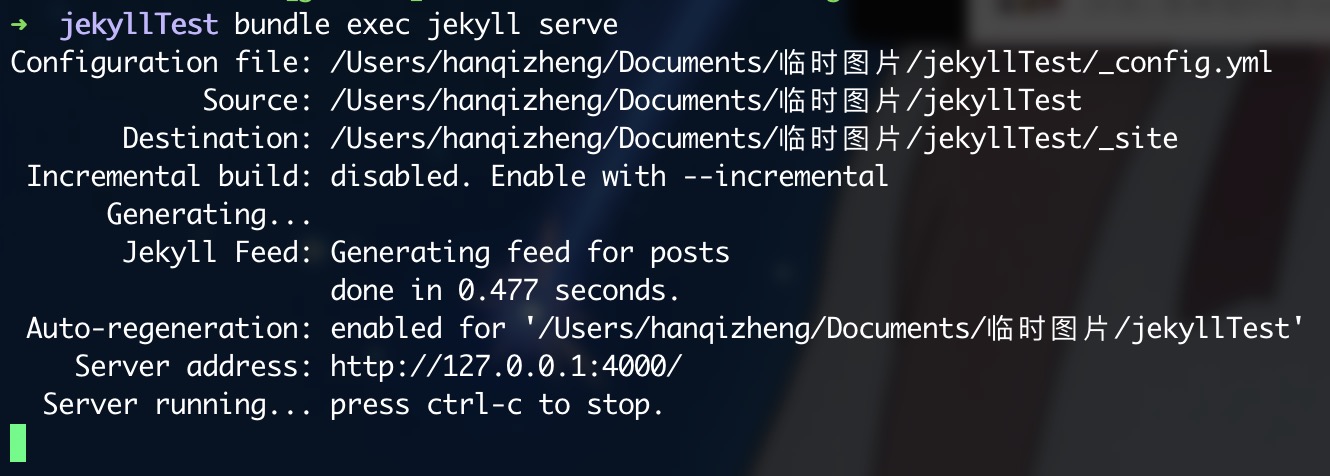 ➜ jekyllTest bundle exec jekyll serve
Configuration file: /Users/hanqizheng/Documents/临时图片/jekyllTest/_config.yml
Source: /Users/hanqizheng/Documents/临时图片/jekyllTest
Destination: /Users/hanqizheng/Documents/临时图片/jekyllTest/_site
Incremental build: disabled. Enable with --incremental
Generating...
Jekyll Feed: Generating feed for posts
done in 0.477 seconds.
Auto-regeneration: enabled for '/Users/hanqizheng/Documents/临时图片/jekyllTest'
Server address: http://127.0.0.1:4000/
Server running... press ctrl-c to stop.